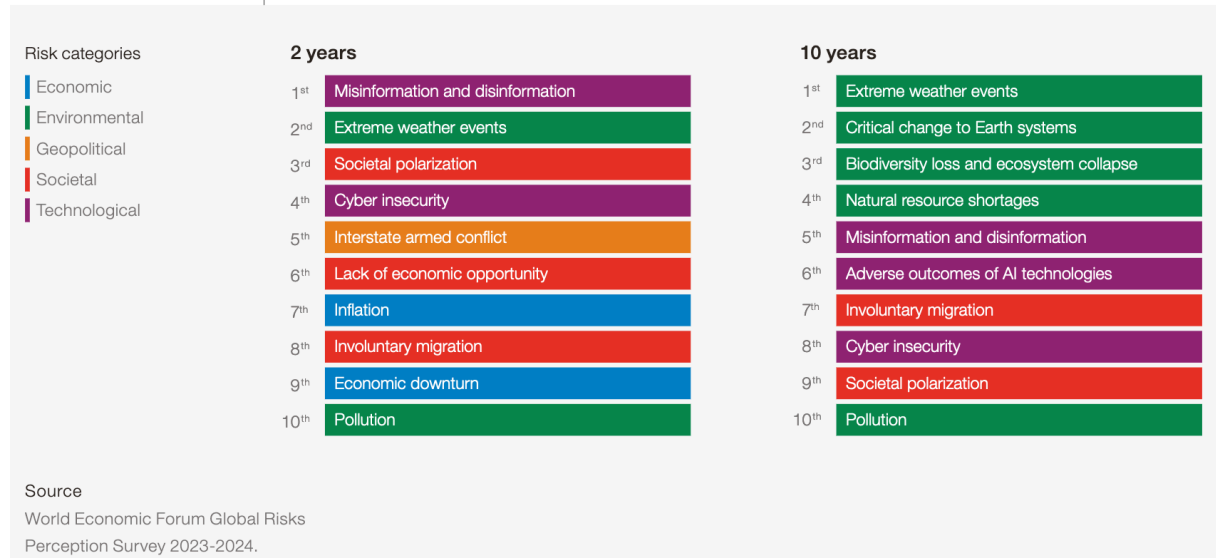 Risk categories
Economic
Environmental
Geopolitical
Societal
Technological
2 years
1st Misinformation and disinformation
2nd Extreme weather events
3rd Societal polarization
4th Cyber insecurity
5th Interstate armed conflict
6th Lack of economic opportunity
7th Inflation
8th Involuntary migration
9th Economic downturn
10th Pollution
10 years
1st Extreme weather events
2nd Critical change to Earth systems
3rd Biodiversity loss and ecosystem collapse
4th Natural resource shortages
5th Misinformation and disinformation
6th Adverse outcomes of AI technologies
7th Involuntary migration
8th Cyber insecurity
9th Societal polarization
10th Pollution
Source
World Economic Forum Global Risks
Perception Survey 2023-2024.